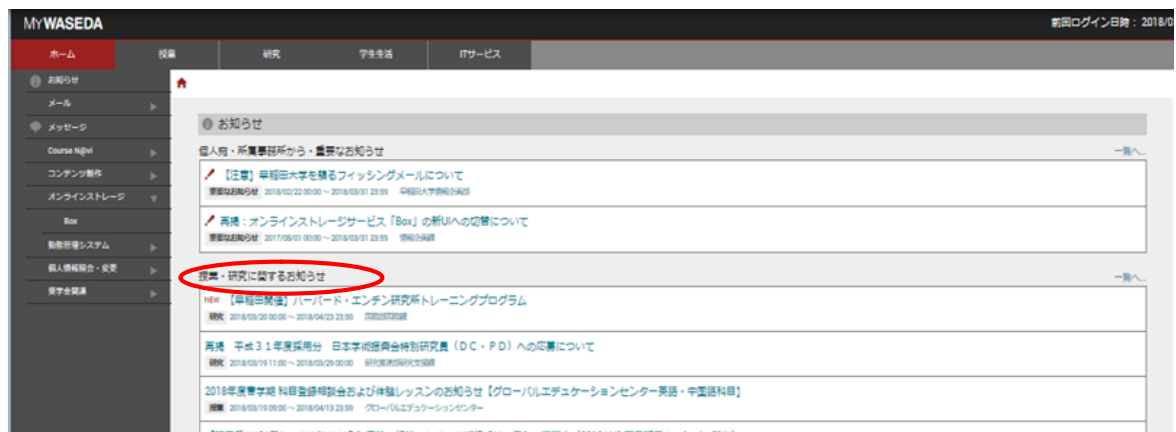 MYWASEDA
前回ログイン日時： 2018/0
ホーム 授業 研究 学生生活 ITサービス
お知らせ
メール
メッセージ
Course N@vi
コンテンツ制作
オンラインストレージ
Box
勤務管理システム
個人情報照会・変更
奨学金関連
お知らせ
個人宛・所属事務所から・重要なお知らせ 一覧へ...
【注意】早稲田大学を騙るフィッシングメールについて
重要なお知らせ 2018/02/22 00:00 ～ 2018/03/31 23:59 早稲田大学情報企画部
再掲：オンラインストレージサービス「Box」の新UIへの切替について
重要なお知らせ 2017/08/01 00:00 ～ 2018/03/31 23:59 情報企画課
授業・研究に関するお知らせ 一覧へ...
NEW 【早稲田開催】ハーバード・エンチン研究所トレーニングプログラム
研究 2018/03/20 00:00 ～ 2018/04/23 23:59 国際部国際課
再掲 平成３１年度採用分 日本学術振興会特別研究員（ＤＣ・ＰＤ）への応募について
研究 2018/03/19 11:00 ～ 2018/03/29 00:00 研究推進部研究支援課
2018年度春学期 科目登録相談会および体験レッスンのお知らせ【グローバルエデュケーションセンター英語・中国語科目】
授業 2018/03/19 09:00 ～ 2018/04/13 23:59 グローバルエデュケーションセンター